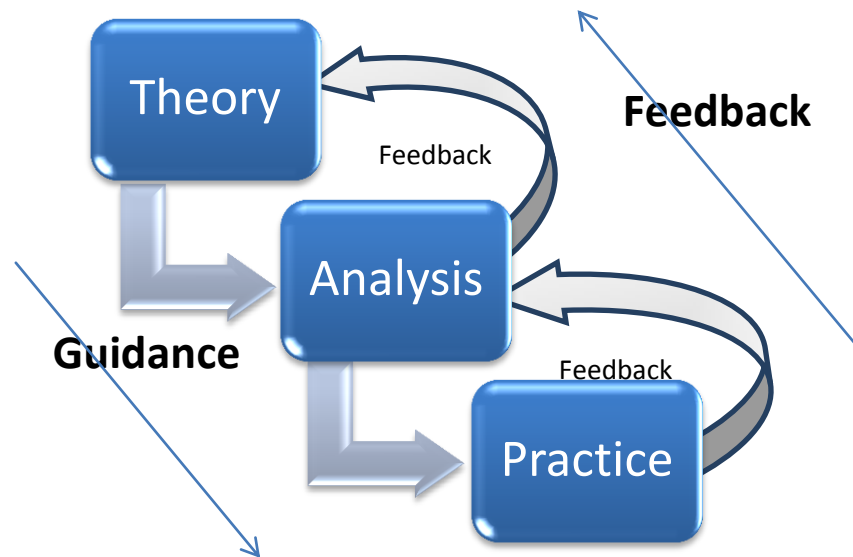 Theory
Feedback
Feedback
Analysis
Guidance
Feedback
Practice